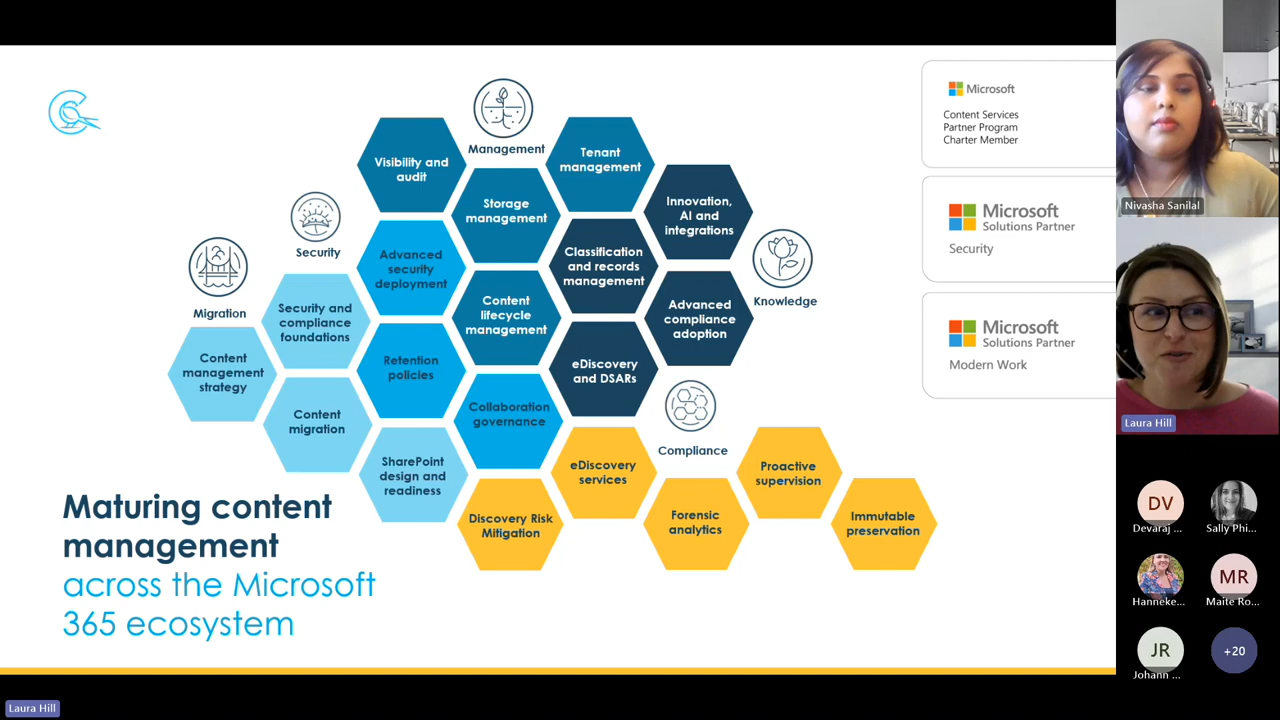 Management
Visibility and
audit
Tenant
management
Storage
management
Innovation,
AI and
integrations
Security
Advanced
security
deployment
Classification
and records
management
Knowledge
Migration
Security and
compliance
foundations
Content
lifecycle
management
Advanced
compliance
adoption
Content
management
strategy
Retention
policies
eDiscovery
and DSARs
Content
migration
Collaboration
governance
Compliance
SharePoint
design and
readiness
eDiscovery
services
Proactive
supervision
Discovery Risk
Mitigation
Forensic
analytics
Immutable
preservation
Maturing content
management
across the Microsoft
365 ecosystem
Microsoft
Content Services
Partner Program
Charter Member
Microsoft
Solutions Partner
Security
Microsoft
Solutions Partner
Modern Work
Nivasha Sanilal
Laura Hill
DV
Devaraj ...
Sally Phi...
Hanneke...
MR
Maite Ro...
JR
Johann ...
+20
Laura Hill